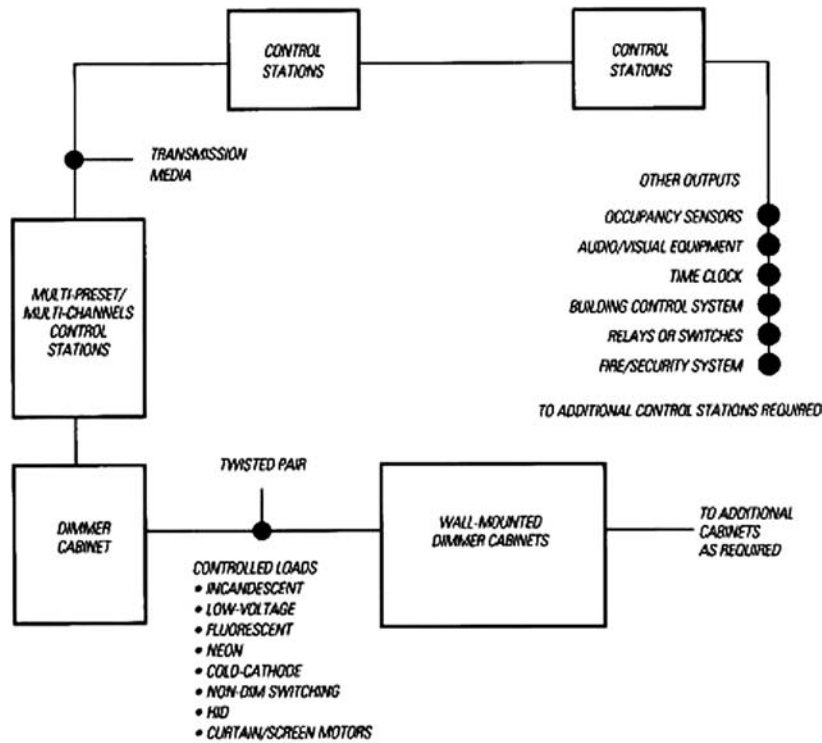 CONTROL
STATIONS
CONTROL
STATIONS
TRANSMISSION
MEDIA
OTHER OUTPUTS
OCCUPANCY SENSORS
AUDIO/VISUAL EQUIPMENT
TIME CLOCK
BUILDING CONTROL SYSTEM
RELAYS OR SWITCHES
FIRE/SECURITY SYSTEM
TO ADDITIONAL CONTROL STATIONS REQUIRED
MULTI-PRESET/
MULTI-CHANNELS
CONTROL
STATIONS
DIMMER
CABINET
TWISTED PAIR
WALL-MOUNTED
DIMMER CABINETS
TO ADDITIONAL
CABINETS
AS REQUIRED
CONTROLLED LOADS
• INCANDESCENT
• LOW-VOLTAGE
• FLUORESCENT
• NEON
• COLD-CATHODE
• NON-DIM SWITCHING
• HID
• CURTAIN/SCREEN MOTORS